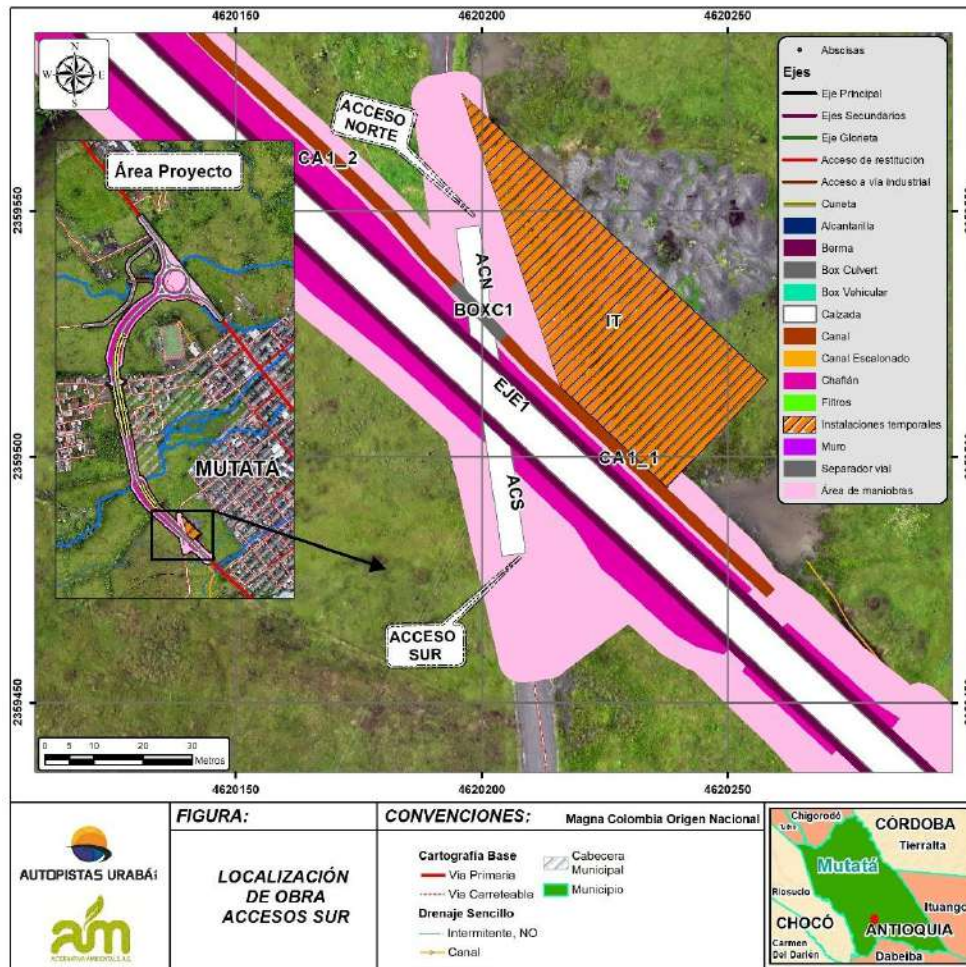 4620150
4620200
4620250
N
W
E
S
Área Proyecto
MUTATÁ
ACCESO
NORTE
CA1_2
ACN
BOXC1
IT
EJE1
CA1_1
ACS
ACCESO
SUR
2359550
2359500
2359450
Abscisas
Ejes
Eje Principal
Ejes Secundarios
Eje Glorieta
Acceso de restitución
Acceso a vía industrial
Cuneta
Alcantarilla
Berma
Box Culvert
Box Vehicular
Calzada
Canal
Canal Escalonado
Chaflán
Filtros
Instalaciones temporales
Muro
Separador vial
Área de maniobras
0 5 10 20 30
Metros
4620150
4620200
4620250
AUTOPISTAS URABÁ
am
FIGURA:
LOCALIZACIÓN
DE OBRA
ACCESOS SUR
CONVENCIONES:
Magna Colombia Origen Nacional
Cartografía Base
Vía Primaria
Vía Carreteable
Drenaje Sencillo
Intermitente, NO
Canal
Cabecera
Municipal
Municipio
Chigorodó
CÓRDOBA
Tierralta
Mutatá
Riosucio
Ituango
CHOCÓ
ANTIOQUIA
Carmen
Del Darién
Dabeiba